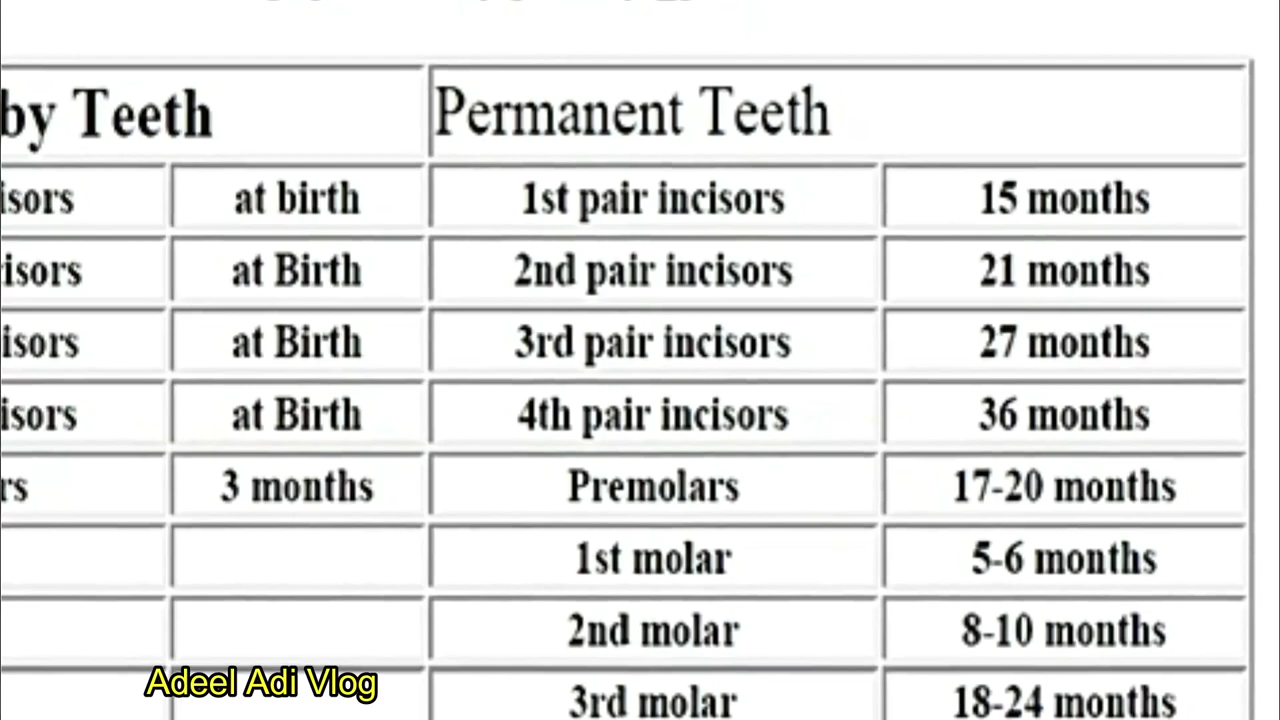 by Teeth Permanent Teeth
isors at birth 1st pair incisors 15 months
isors at Birth 2nd pair incisors 21 months
isors at Birth 3rd pair incisors 27 months
isors at Birth 4th pair incisors 36 months
rs 3 months Premolars 17-20 months
1st molar 5-6 months
2nd molar 8-10 months
3rd molar 18-24 months
Adeel Adi Vlog